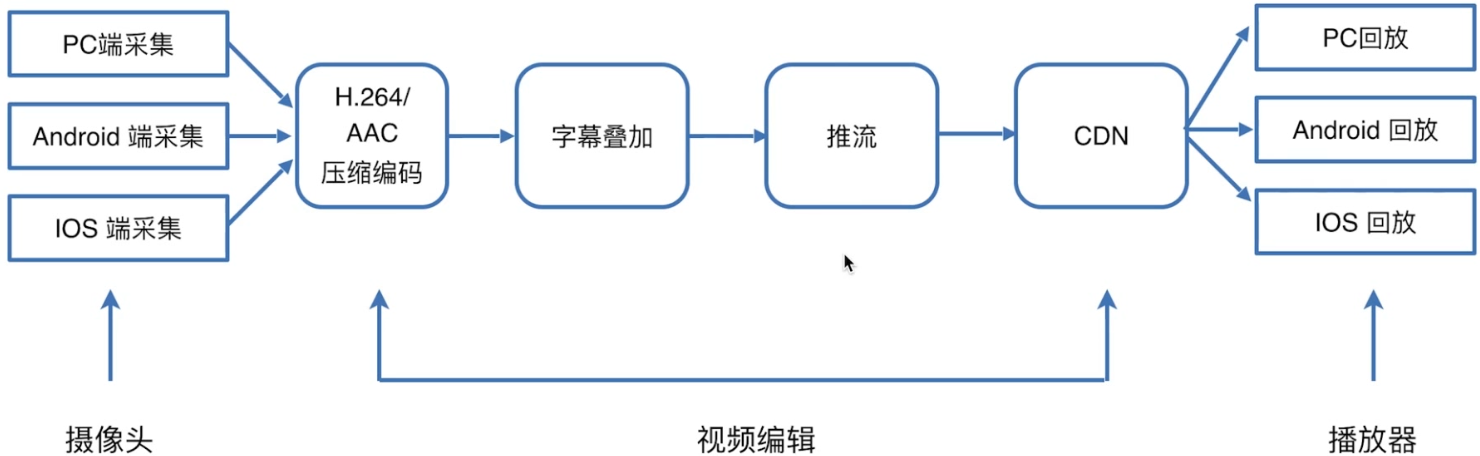 PC端采集
Android 端采集
IOS 端采集
H.264/
AAC
压缩编码
字幕叠加
推流
CDN
PC回放
Android 回放
IOS 回放
摄像头
视频编辑
播放器